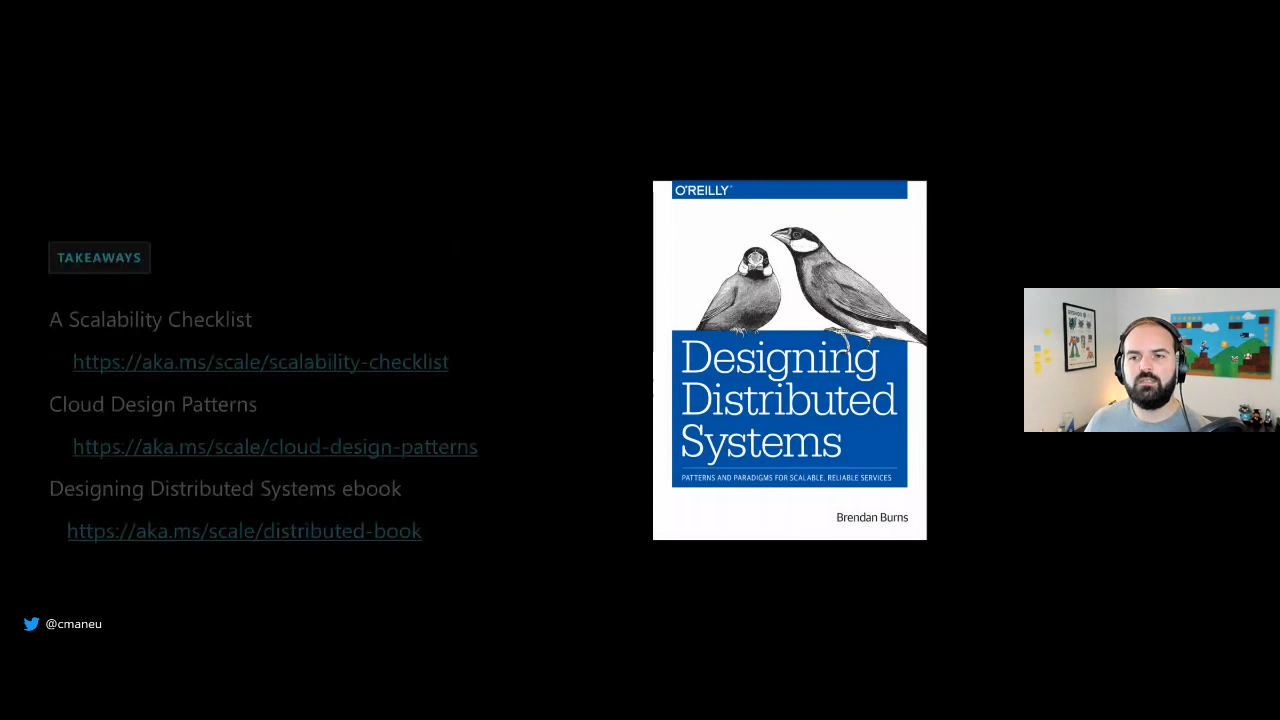 TAKEAWAYS
A Scalability Checklist
https://aka.ms/scale/scalability-checklist
Cloud Design Patterns
https://aka.ms/scale/cloud-design-patterns
Designing Distributed Systems ebook
https://aka.ms/scale/distributed-book
@cmaneu
O'REILLY
Designing
Distributed
Systems
PATTERNS AND PARADIGMS FOR SCALABLE, RELIABLE SERVICES
Brendan Burns